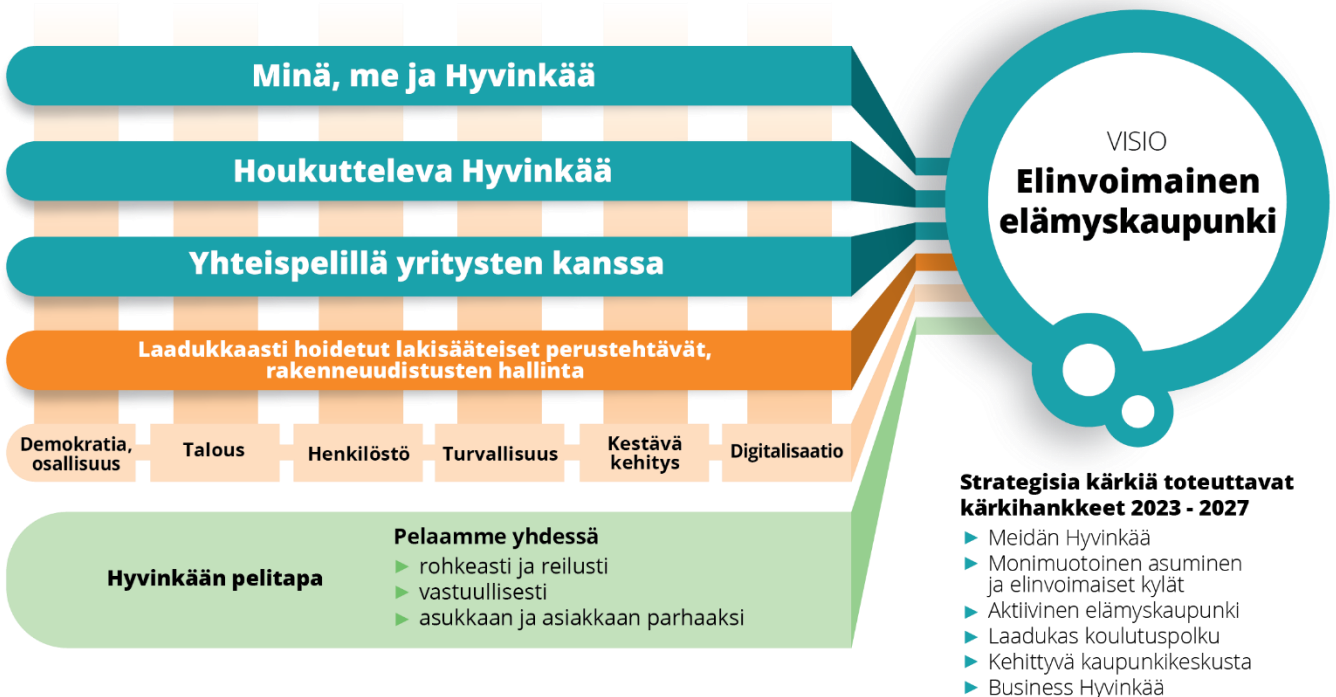 Minä, me ja Hyvinkää
Houkutteleva Hyvinkää
Yhteispelillä yritysten kanssa
Laadukkaasti hoidetut lakisääteiset perustehtävät,
rakenneuudistusten hallinta
Demokratia,
osallisuus
Talous
Henkilöstö
Turvallisuus
Kestävä
kehitys
Digitalisaatio
Hyvinkään pelitapa
Pelaamme yhdessä
► rohkeasti ja reilusti
► vastuullisesti
► asukkaan ja asiakkaan parhaaksi
VISIO
Elinvoimainen
elämyskaupunki
Strategisia kärkiä toteuttavat
kärkihankkeet 2023 - 2027
► Meidän Hyvinkää
► Monimuotoinen asuminen
ja elinvoimaiset kylät
► Aktiivinen elämyskaupunki
► Laadukas koulutuspolku
► Kehittyvä kaupunkikeskusta
► Business Hyvinkää